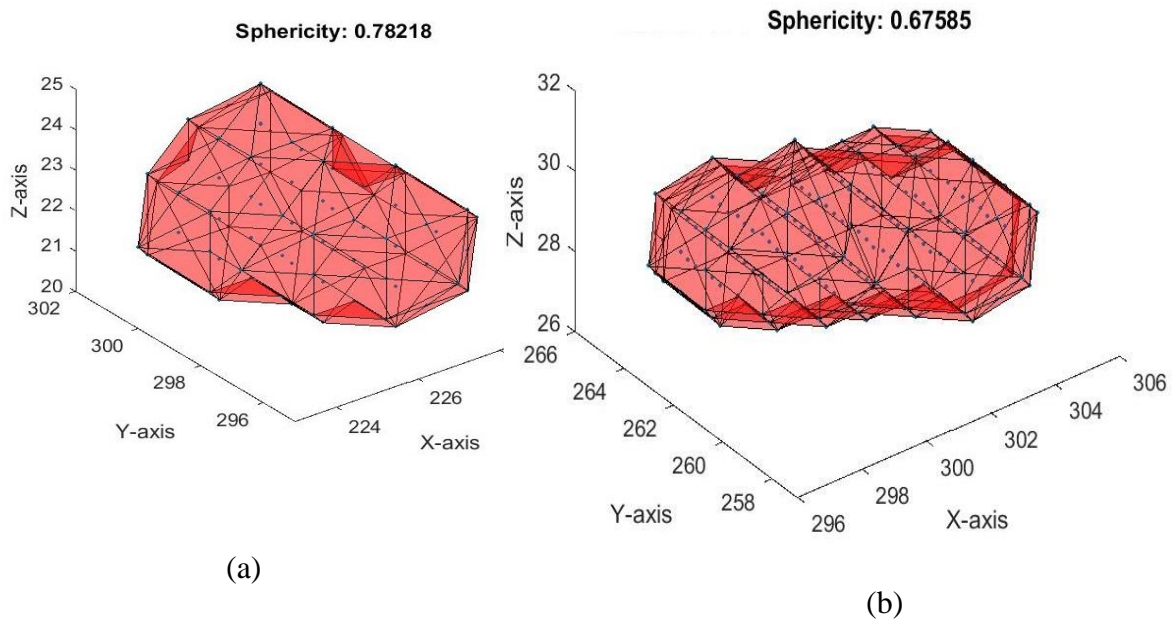 Sphericity: 0.78218
25
24
23
22
21
20
Z-axis
302
300
298
296
Y-axis
224
226
X-axis
(a)
Sphericity: 0.67585
32
30
28
26
Z-axis
266
264
262
260
258
Y-axis
296
298
300
302
304
306
X-axis
(b)